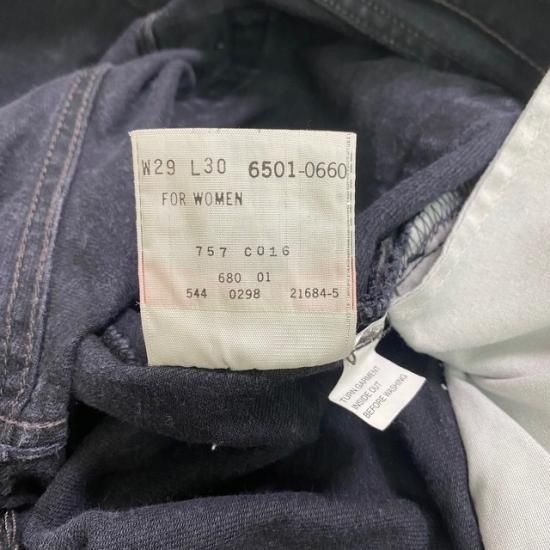 W29 L30 6501-0660
FOR WOMEN
757 C016
680 01
544 0298 21684-5
TURN GARMENT
INSIDE OUT
BEFORE WASHING